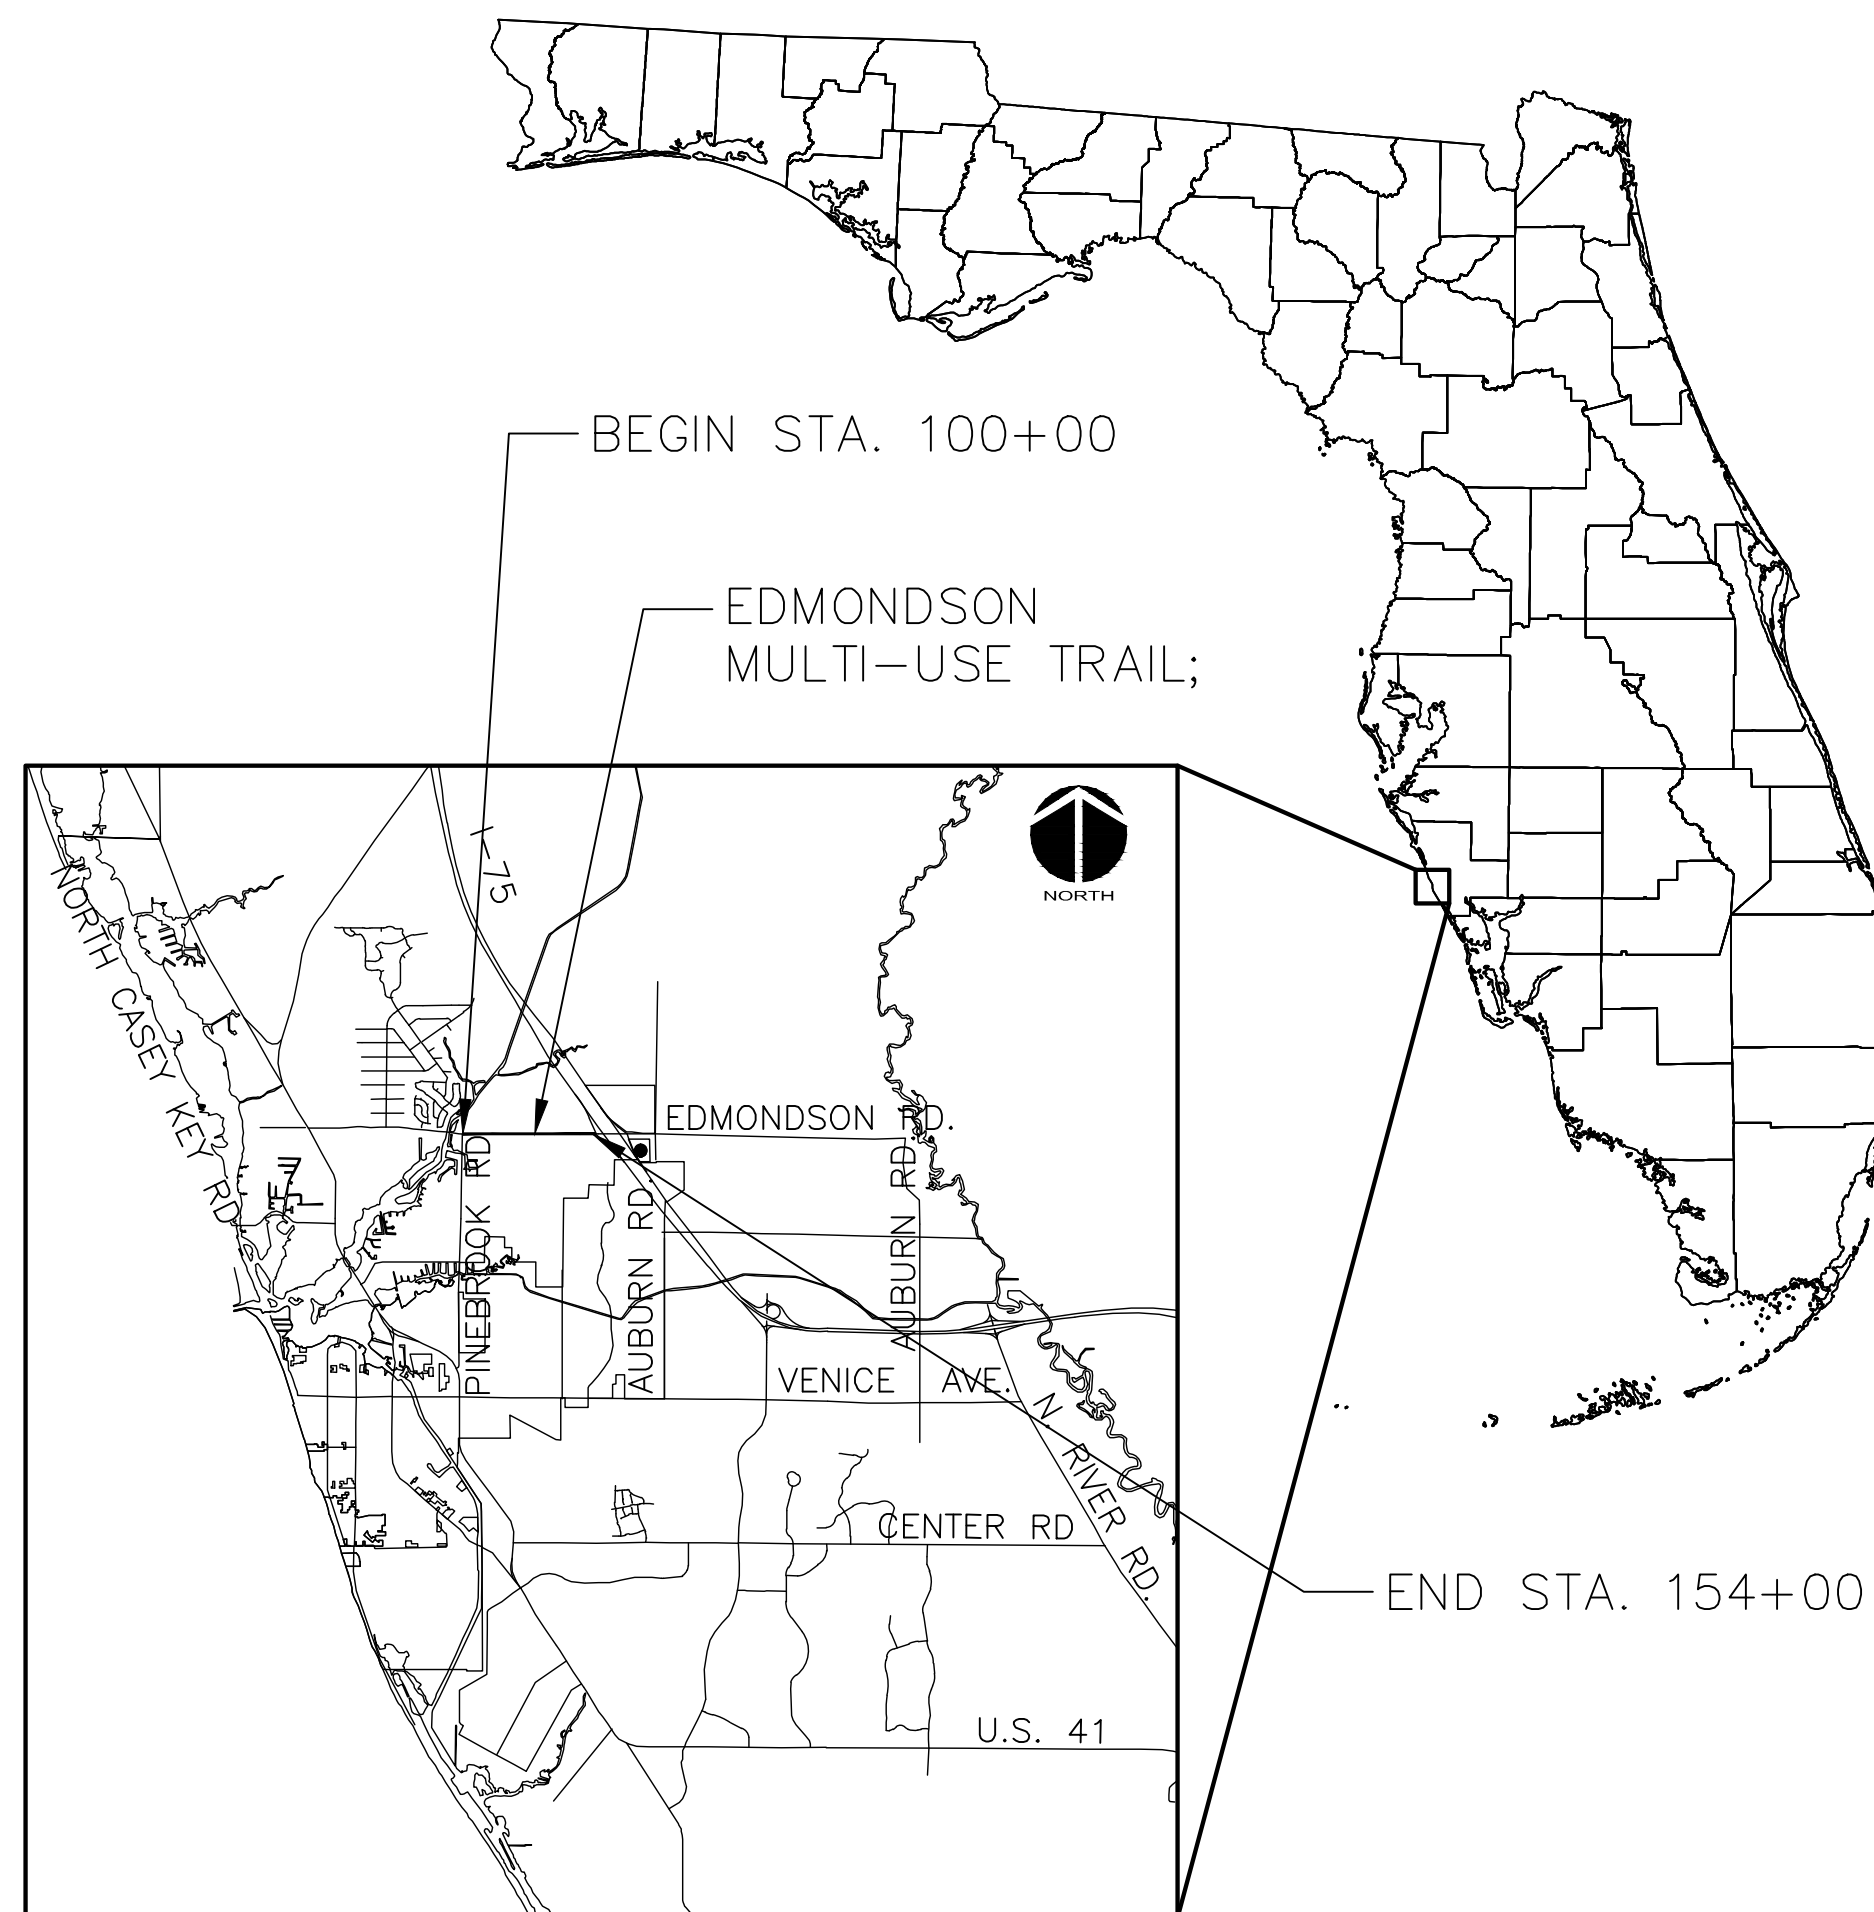 BEGIN STA. 100+00
EDMONDSON
MULTI-USE TRAIL;
I-75
NORTH
NORTH CASEY KEY RD
EDMONDSON RD.
PINEBROOK RD
AUBURN RD
AUBURN RD.
VENICE AVE.
N. RIVER RD.
CENTER RD
END STA. 154+00
U.S. 41